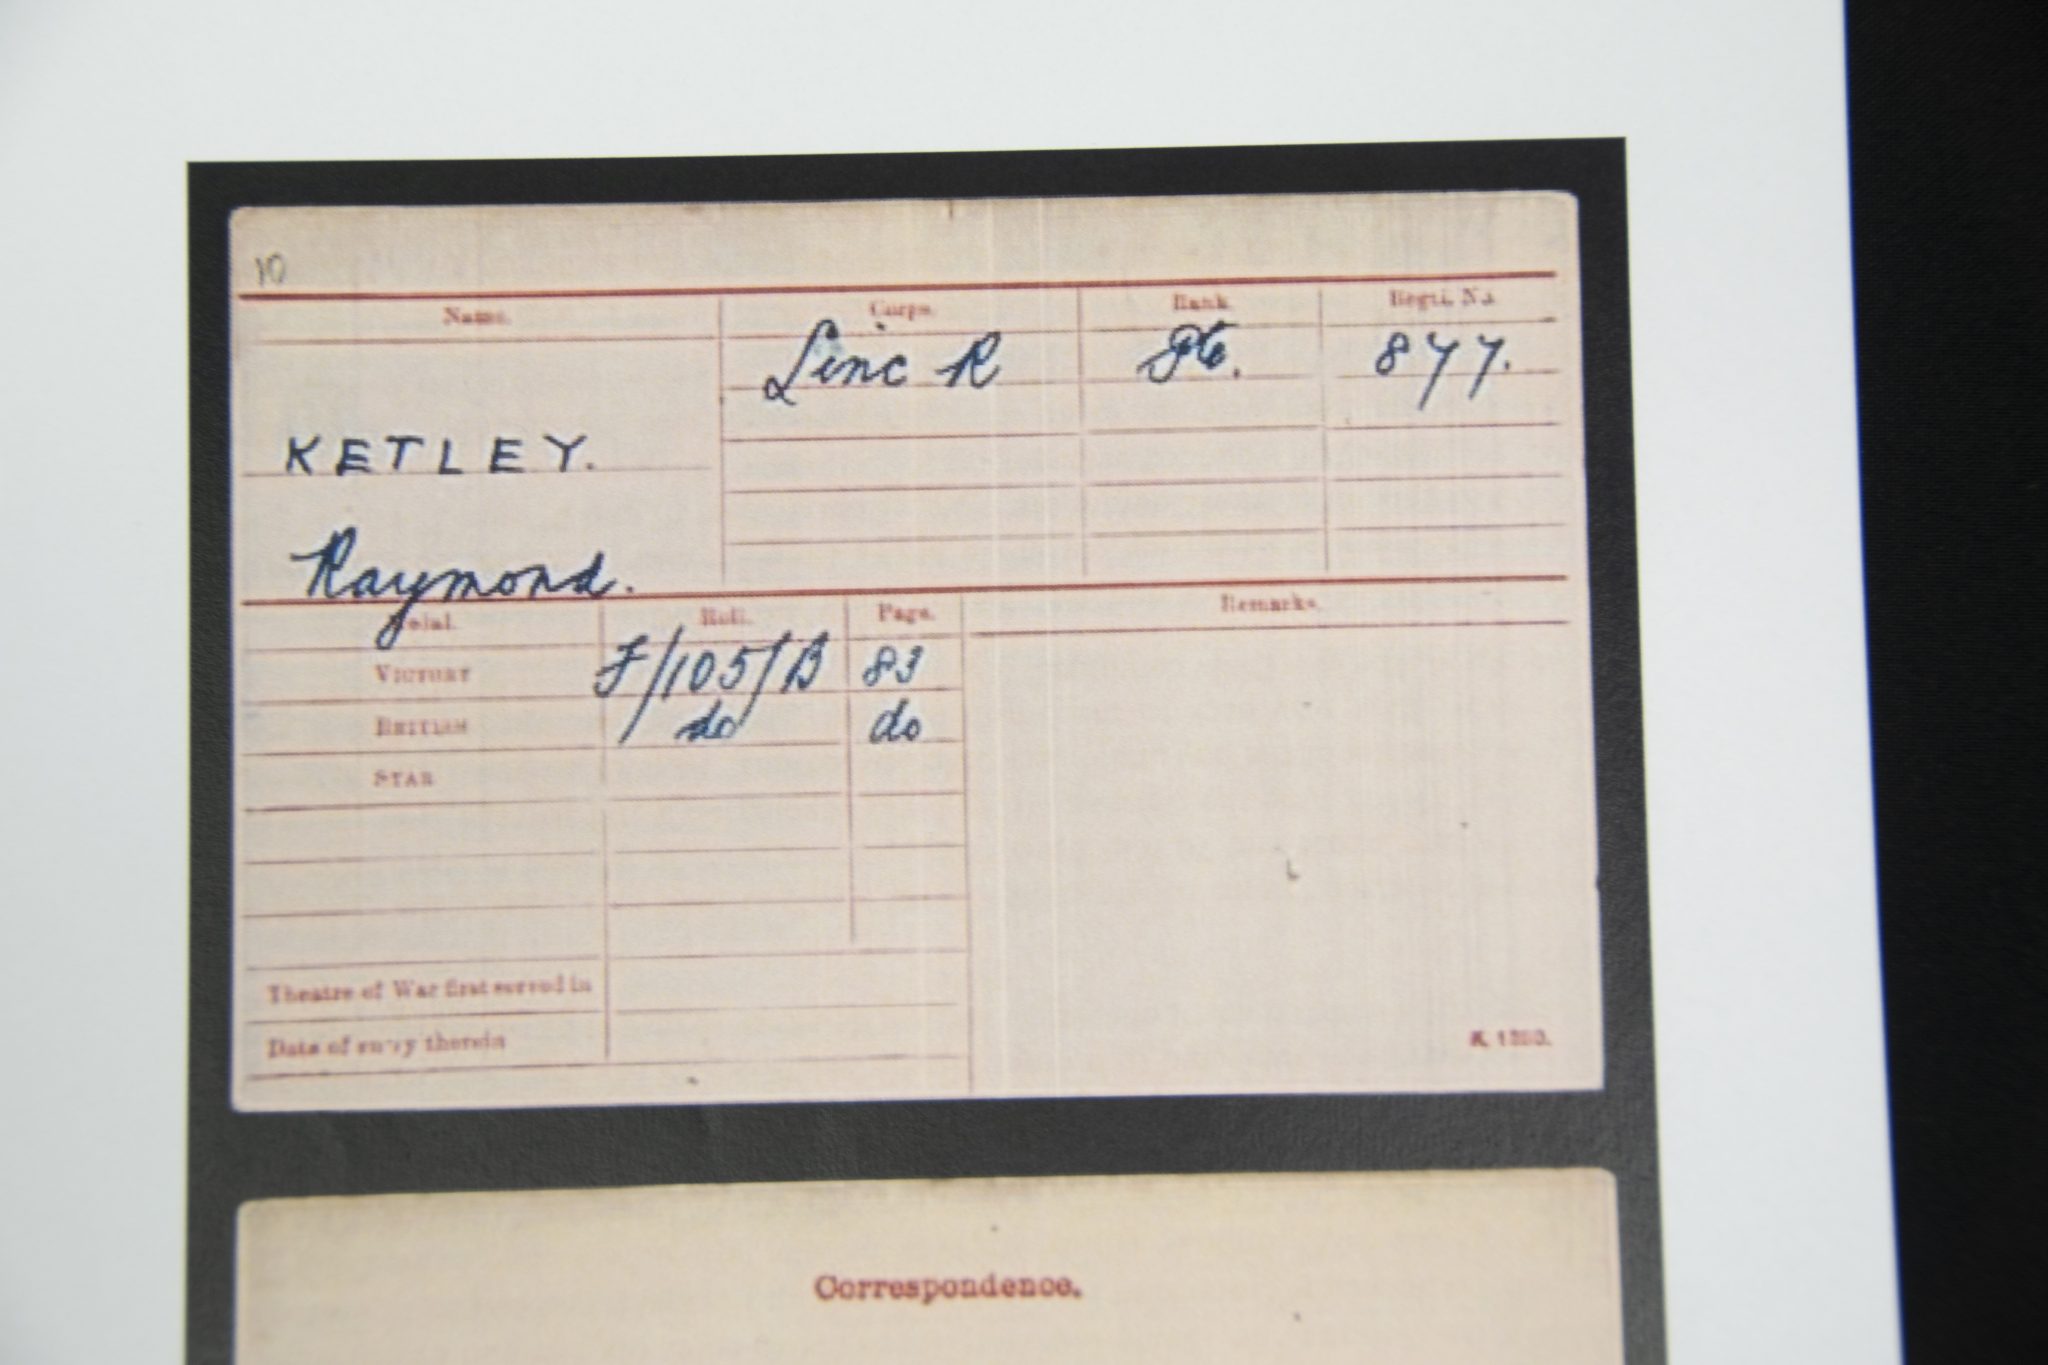 10
Name. Corps. Rank. Regtl. No.
Linc R Pte. 877.
KETLEY.
Raymond.
Medal. Roll. Page. Remarks.
VICTORY F/105/B 83
BRITISH do do
STAR
Theatre of War first served in
Date of entry therein
K. 1380.
Correspondence.